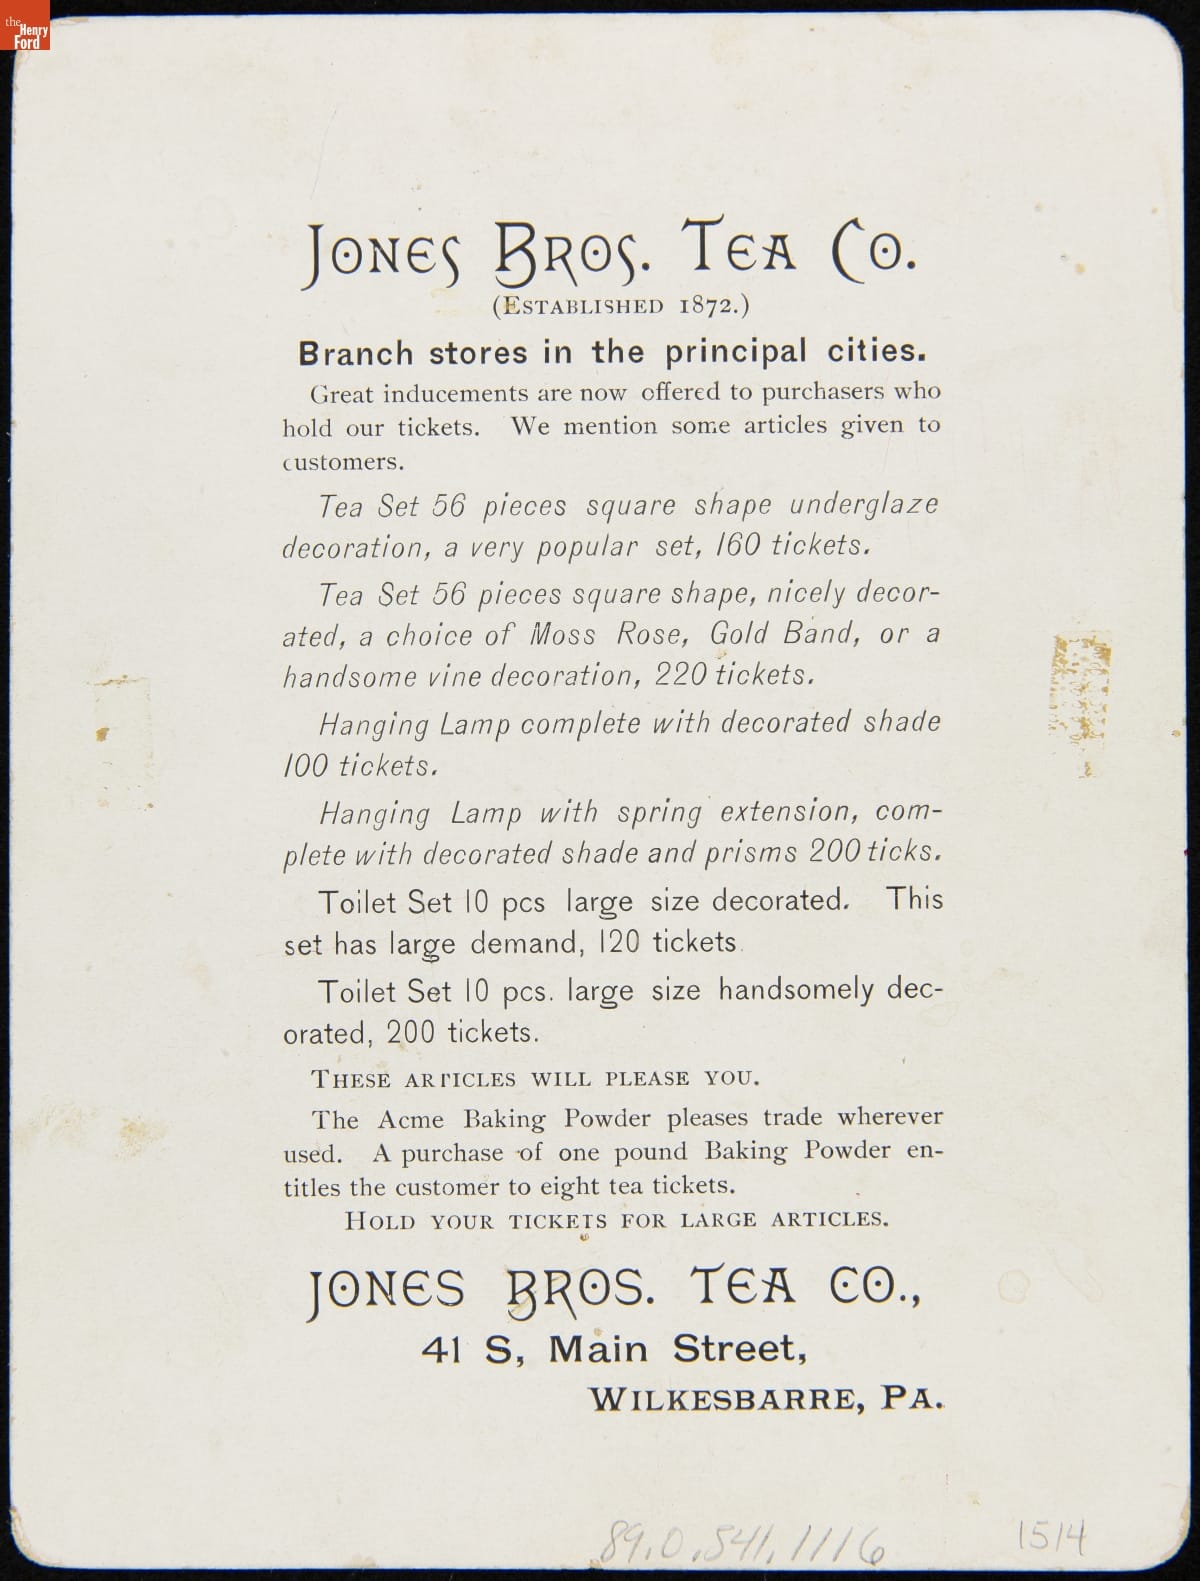 the
Henry
Ford
JONES BROS. TEA CO.
(ESTABLISHED 1872.)
Branch stores in the principal cities.
Great inducements are now offered to purchasers who
hold our tickets. We mention some articles given to
customers.
Tea Set 56 pieces square shape underglaze
decoration, a very popular set, 160 tickets.
Tea Set 56 pieces square shape, nicely decor-
ated, a choice of Moss Rose, Gold Band, or a
handsome vine decoration, 220 tickets.
Hanging Lamp complete with decorated shade
100 tickets.
Hanging Lamp with spring extension, com-
plete with decorated shade and prisms 200 ticks.
Toilet Set 10 pcs large size decorated. This
set has large demand, 120 tickets.
Toilet Set 10 pcs. large size handsomely dec-
orated, 200 tickets.
THESE ARTICLES WILL PLEASE YOU.
The Acme Baking Powder pleases trade wherever
used. A purchase of one pound Baking Powder en-
titles the customer to eight tea tickets.
HOLD YOUR TICKETS FOR LARGE ARTICLES.
JONES BROS. TEA CO.,
41 S, Main Street,
WILKESBARRE, PA.
89.0.541.1116
1514